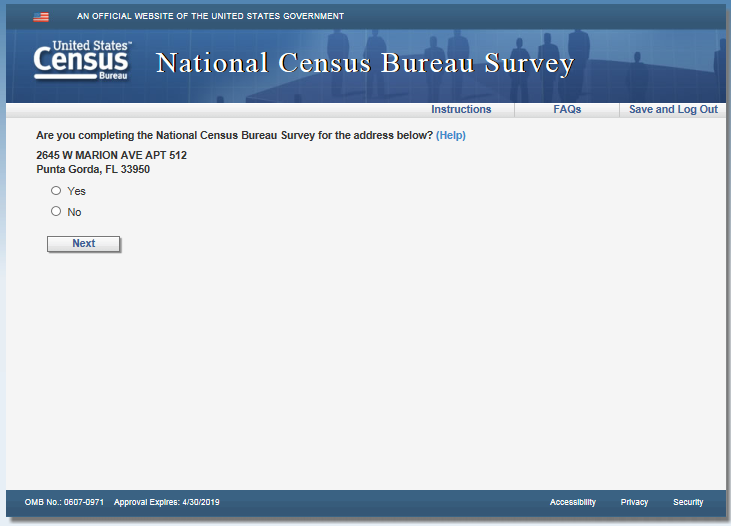 AN OFFICIAL WEBSITE OF THE UNITED STATES GOVERNMENT
United States™
Census
Bureau
National Census Bureau Survey
Instructions FAQs Save and Log Out
Are you completing the National Census Bureau Survey for the address below? (Help)
2645 W MARION AVE APT 512
Punta Gorda, FL 33950
Yes
No
Next
OMB No.: 0607-0971 Approval Expires: 4/30/2019 Accessibility Privacy Security